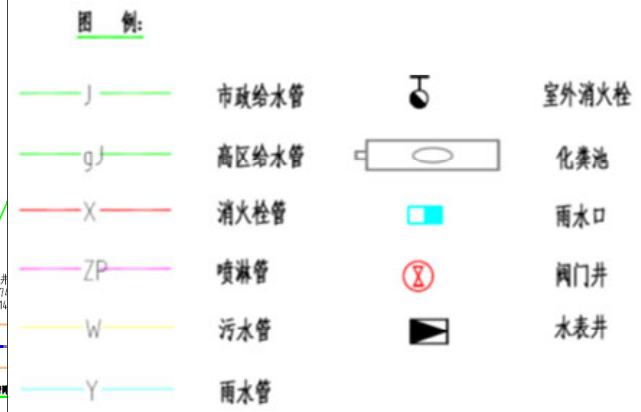 图 例:
J 市政给水管 室外消火栓
gJ 高区给水管 化粪池
X 消火栓管 雨水口
ZP 喷淋管 阀门井
W 污水管 水表井
Y 雨水管